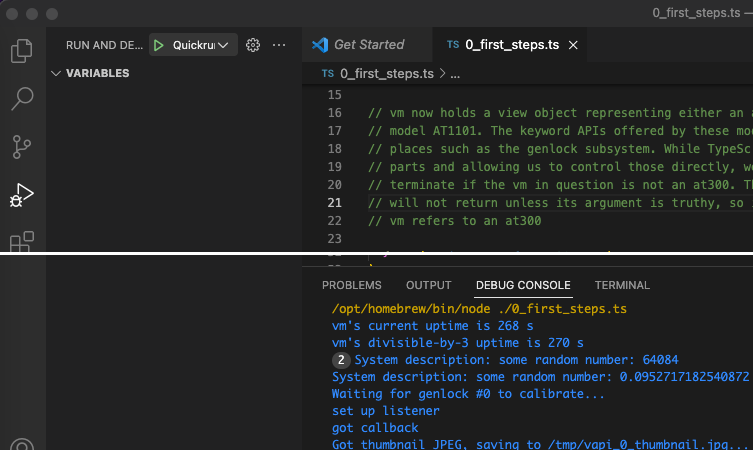 0_first_steps.ts —
RUN AND DE... Quickru
Get Started
TS 0_first_steps.ts
VARIABLES
TS 0_first_steps.ts > ...
15
16 // vm now holds a view object representing either an
17 // model AT1101. The keyword APIs offered by these
18 // places such as the genlock subsystem. While
19 // parts and allowing us to control those directly,
20 // terminate if the vm in question is not an at300.
21 // will not return unless its argument is truthy, so
22 // vm refers to an at300
23
PROBLEMS OUTPUT DEBUG CONSOLE TERMINAL
/opt/homebrew/bin/node ./0_first_steps.ts
vm's current uptime is 268 s
vm's divisible-by-3 uptime is 270 s
2 System description: some random number: 64084
System description: some random number: 0.0952717182540872
Waiting for genlock #0 to calibrate...
set up listener
got callback
Got thumbnail JPEG, saving to /tmp/vapi_0_thumbnail.jpg...